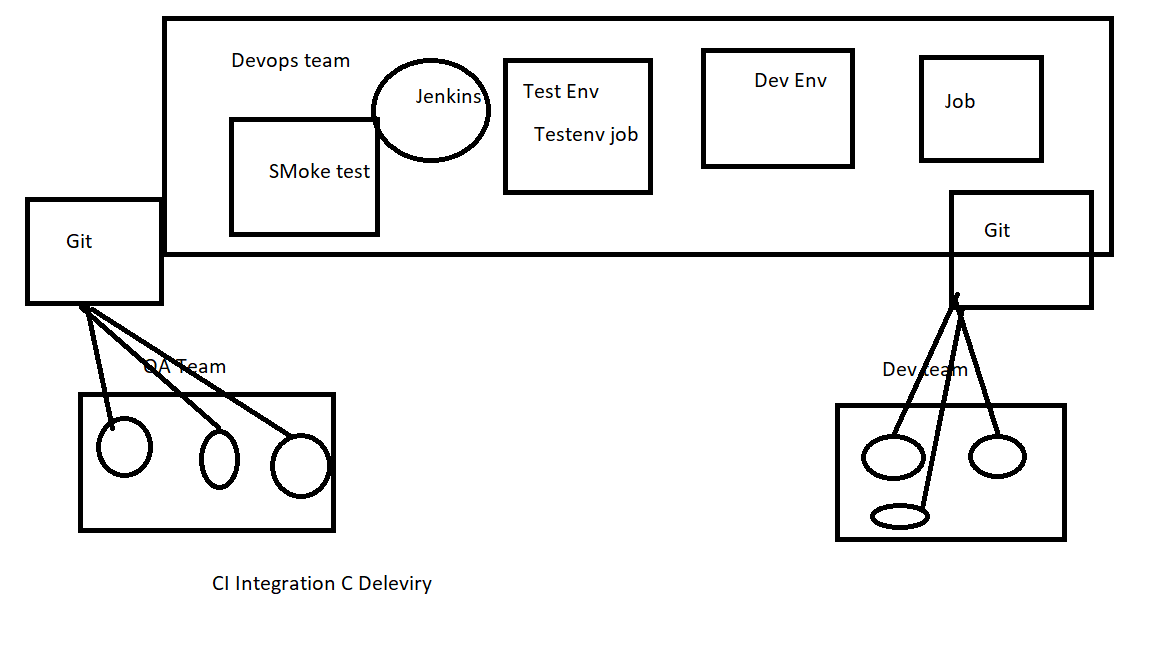 Devops team
Jenkins
Test Env
Testenv job
Dev Env
Job
SMoke test
Git
Git
QA Team
Dev team
CI Integration C Deleviry